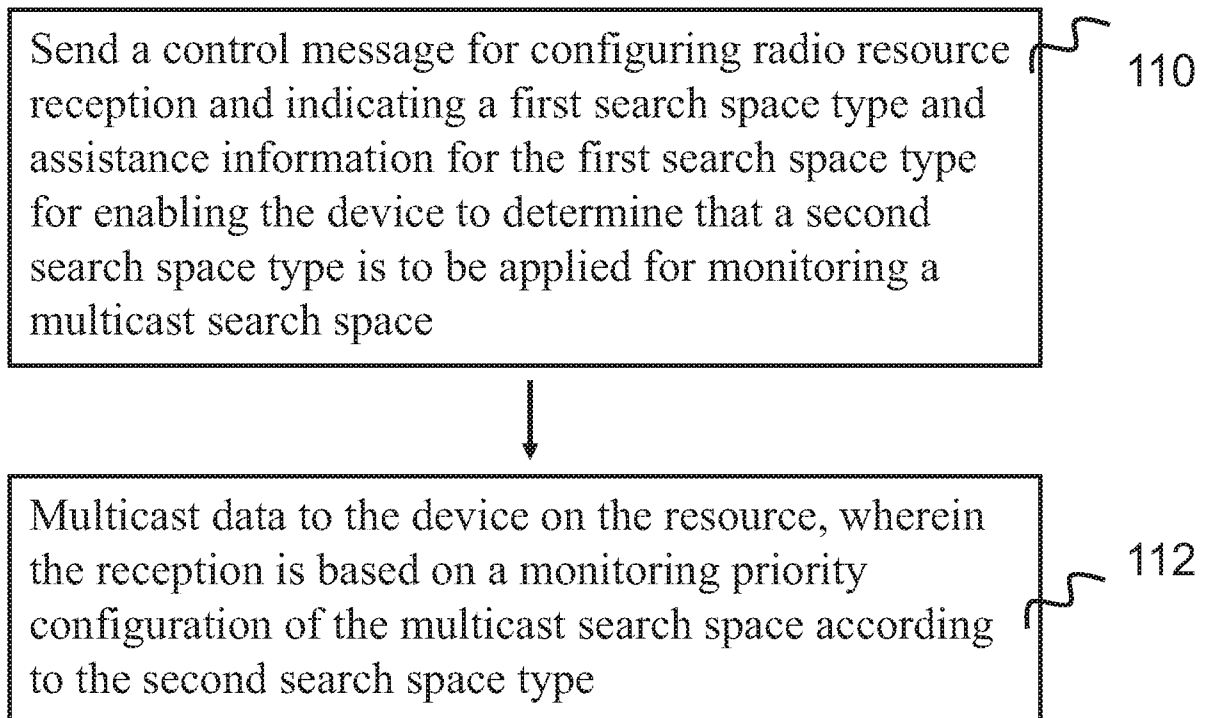 Send a control message for configuring radio resource
reception and indicating a first search space type and
assistance information for the first search space type
for enabling the device to determine that a second
search space type is to be applied for monitoring a
multicast search space
110
Multicast data to the device on the resource, wherein
the reception is based on a monitoring priority
configuration of the multicast search space according
to the second search space type
112